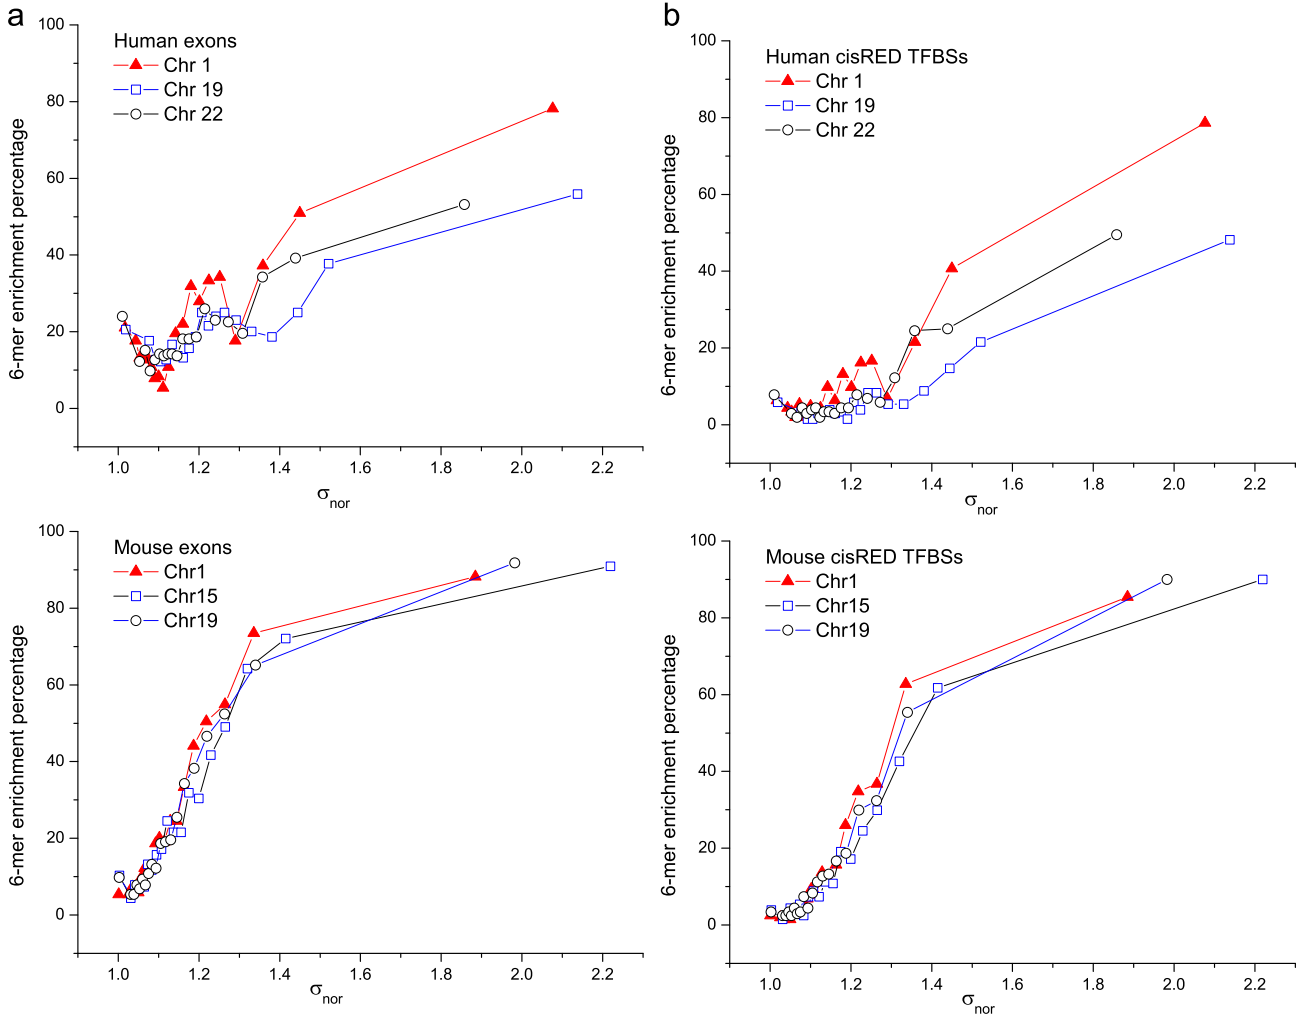 a
Human exons
Chr 1
Chr 19
Chr 22
6-mer enrichment percentage
100
80
60
40
20
0
1.0 1.2 1.4 1.6 1.8 2.0 2.2
σnor
b
Human cisRED TFBSs
Chr 1
Chr 19
Chr 22
6-mer enrichment percentage
100
80
60
40
20
0
1.0 1.2 1.4 1.6 1.8 2.0 2.2
σnor
Mouse exons
Chr1
Chr15
Chr19
6-mer enrichment percentage
100
80
60
40
20
0
1.0 1.2 1.4 1.6 1.8 2.0 2.2
σnor
Mouse cisRED TFBSs
Chr1
Chr15
Chr19
6-mer enrichment percentage
100
80
60
40
20
0
1.0 1.2 1.4 1.6 1.8 2.0 2.2
σnor